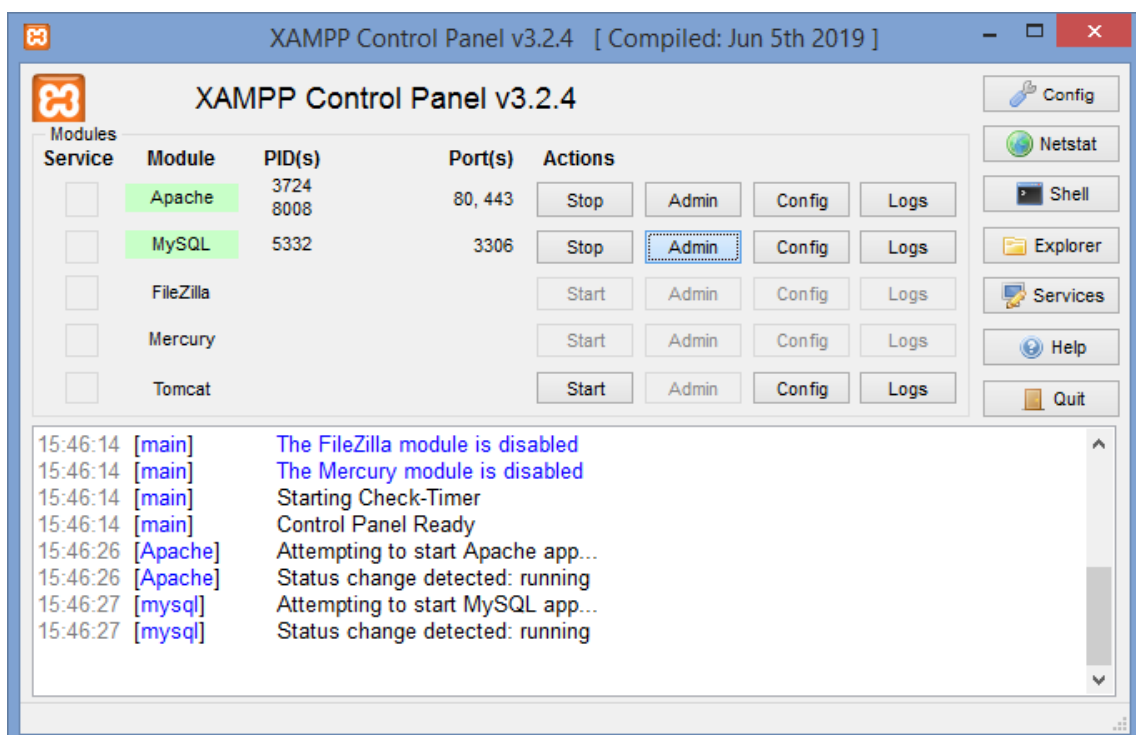 XAMPP Control Panel v3.2.4 [ Compiled: Jun 5th 2019 ]
XAMPP Control Panel v3.2.4
Config
Modules
Service Module PID(s) Port(s) Actions
Netstat
Apache 3724 8008 80, 443 Stop Admin Config Logs
Shell
MySQL 5332 3306 Stop Admin Config Logs
Explorer
FileZilla Start Admin Config Logs
Services
Mercury Start Admin Config Logs
Help
Tomcat Start Admin Config Logs
Quit
15:46:14 [main] The FileZilla module is disabled
15:46:14 [main] The Mercury module is disabled
15:46:14 [main] Starting Check-Timer
15:46:14 [main] Control Panel Ready
15:46:26 [Apache] Attempting to start Apache app...
15:46:26 [Apache] Status change detected: running
15:46:27 [mysql] Attempting to start MySQL app...
15:46:27 [mysql] Status change detected: running